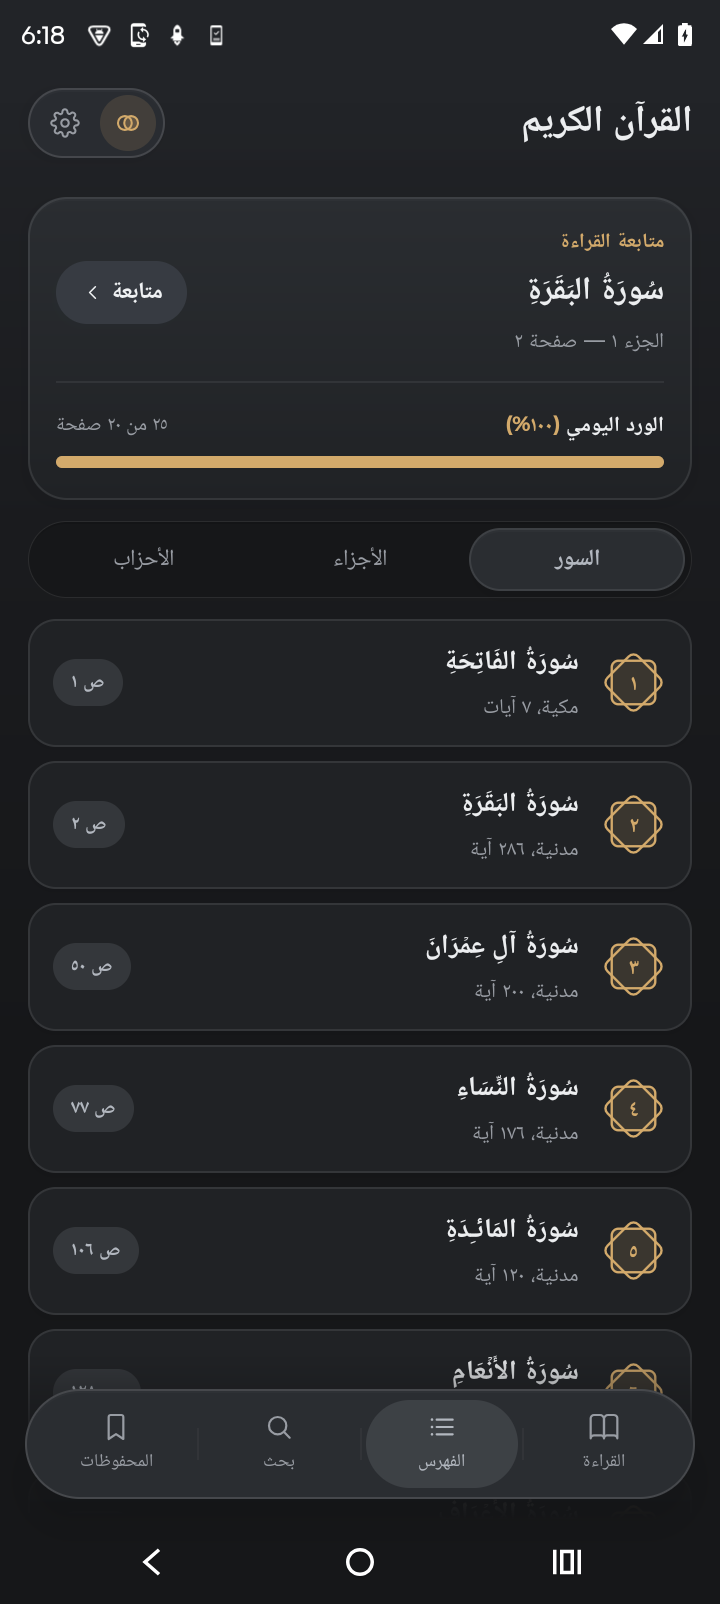 6:18
القرآن الكريم
متابعة القراءة
سُورَةُ البَقَرَةِ
متابعة
الجزء ١ — صفحة ٢
الورد اليومي (١٠٠%)
٢٥ من ٢٠ صفحة
السور
الأجزاء
الأحزاب
١
سُورَةُ الفَاتِحَةِ
مكية، ٧ آيات
ص ١
٢
سُورَةُ البَقَرَةِ
مدنية، ٢٨٦ آية
ص ٢
٣
سُورَةُ آلِ عِمۡرَانَ
مدنية، ٢٠٠ آية
ص ٥٠
٤
سُورَةُ النِّسَاءِ
مدنية، ١٧٦ آية
ص ٧٧
٥
سُورَةُ المَائـِدَةِ
مدنية، ١٢٠ آية
ص ١٠٦
سُورَةُ الأَنۡعَامِ
القراءة
الفهرس
بحث
المحفوظات